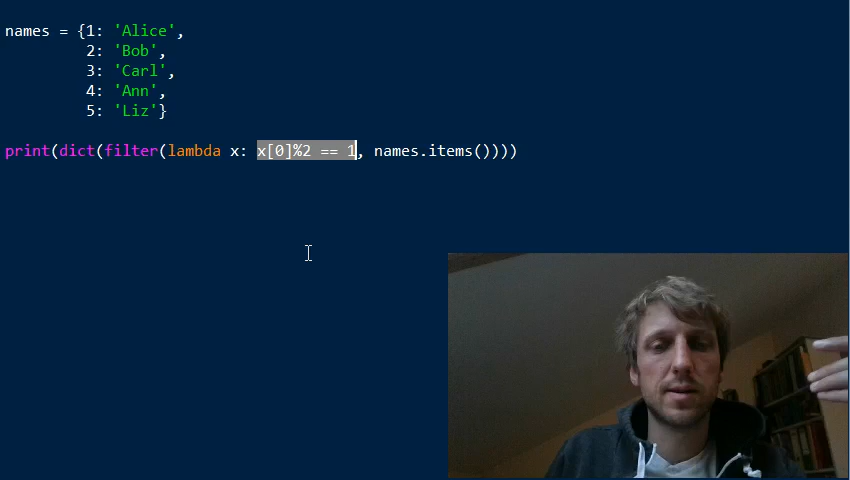 names = {1: 'Alice',
2: 'Bob',
3: 'Carl',
4: 'Ann',
5: 'Liz'}
print(dict(filter(lambda x: x[0]%2 == 1, names.items())))